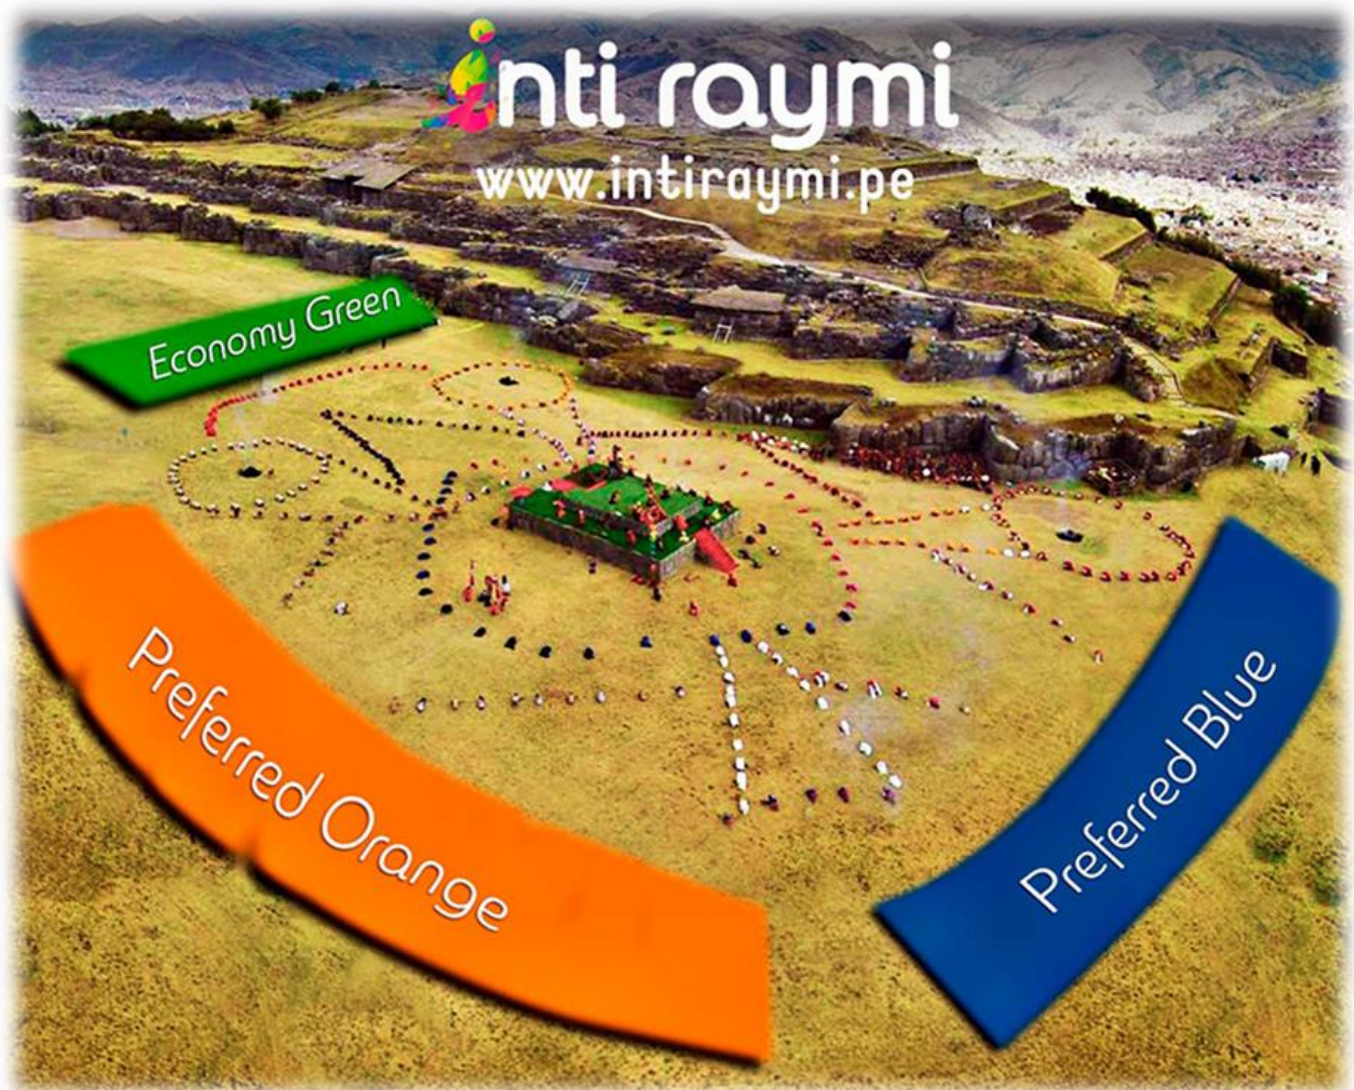 inti raymi
www.intiraymi.pe
Economy Green
Preferred Orange
Preferred Blue